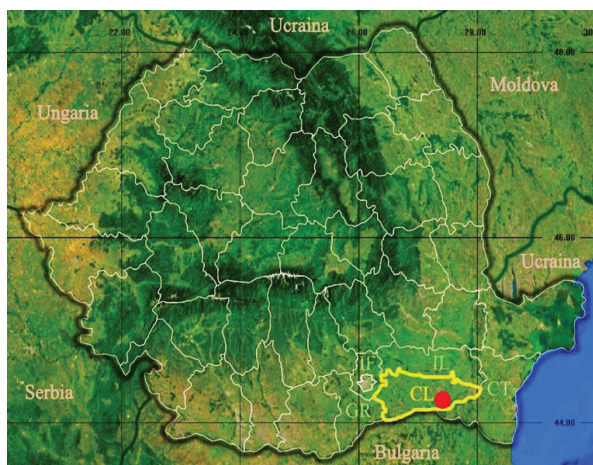 Ucraina
22.00 24.00 26.00 28.00 30
48.00
Moldova
Ungaria
46.00
Ucraina
IF IL
Serbia CL CT
GR
44.00
Bulgaria